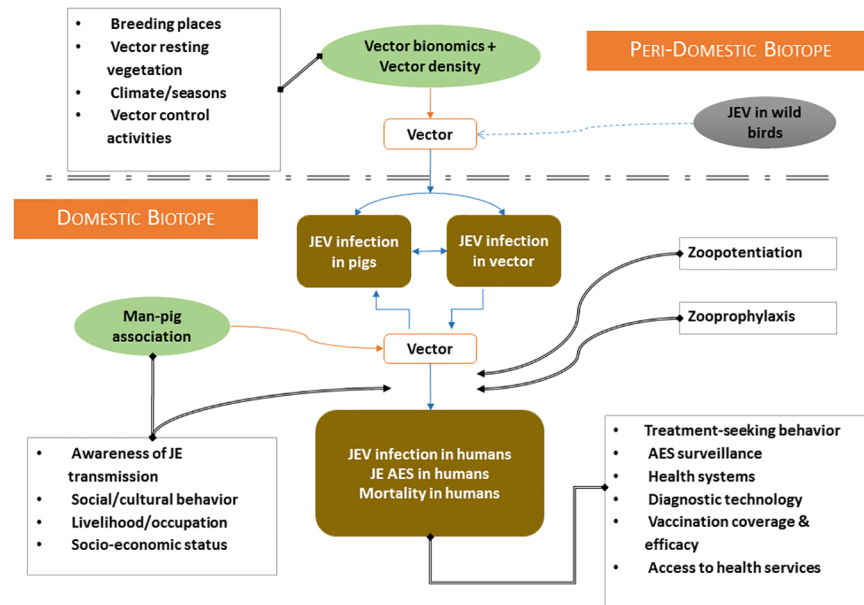 • Breeding places
• Vector resting
vegetation
• Climate/seasons
• Vector control
activities
Vector bionomics +
Vector density
PERI-DOMESTIC BIOTOPE
Vector
JEV in wild
birds
DOMESTIC BIOTOPE
JEV infection
in pigs
JEV infection
in vector
Zoopotentiation
Zooprophylaxis
Man-pig
association
Vector
• Awareness of JE
transmission
• Social/cultural behavior
• Livelihood/occupation
• Socio-economic status
JEV infection in humans
JE AES in humans
Mortality in humans
• Treatment-seeking behavior
• AES surveillance
• Health systems
• Diagnostic technology
• Vaccination coverage &
efficacy
• Access to health services